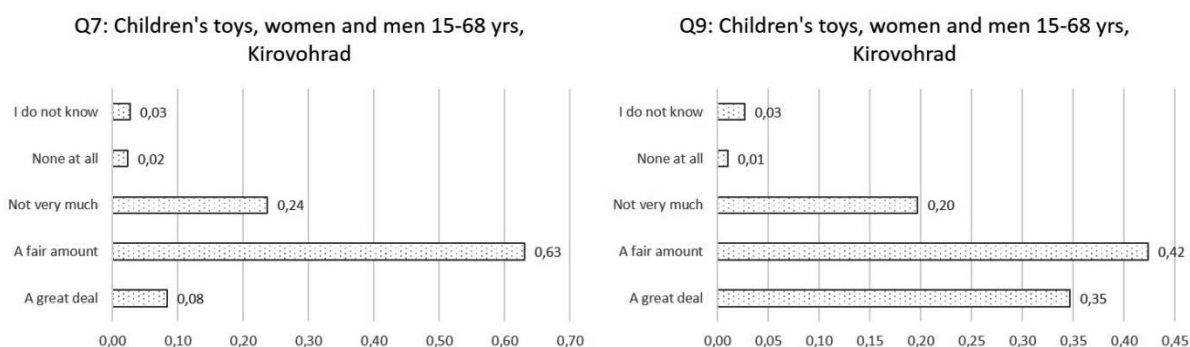 Q7: Children's toys, women and men 15-68 yrs,
Kirovohrad
I do not know 0,03
None at all 0,02
Not very much 0,24
A fair amount 0,63
A great deal 0,08
0,00 0,10 0,20 0,30 0,40 0,50 0,60 0,70
Q9: Children's toys, women and men 15-68 yrs,
Kirovohrad
I do not know 0,03
None at all 0,01
Not very much 0,20
A fair amount 0,42
A great deal 0,35
0,00 0,05 0,10 0,15 0,20 0,25 0,30 0,35 0,40 0,45